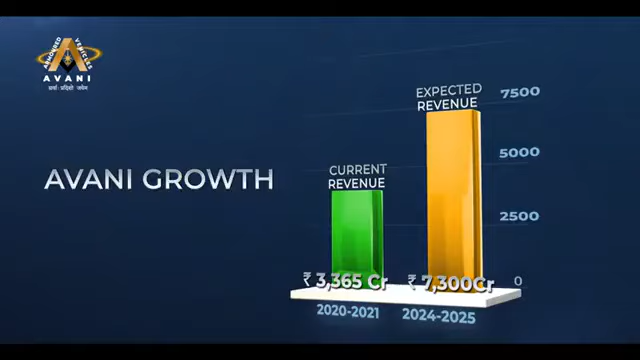 ARMOURED VEHICLES
AVANI
AVANI GROWTH
CURRENT
REVENUE
EXPECTED
REVENUE
7500
5000
2500
0
₹ 3,365 Cr
₹ 7,300Cr
2020-2021
2024-2025